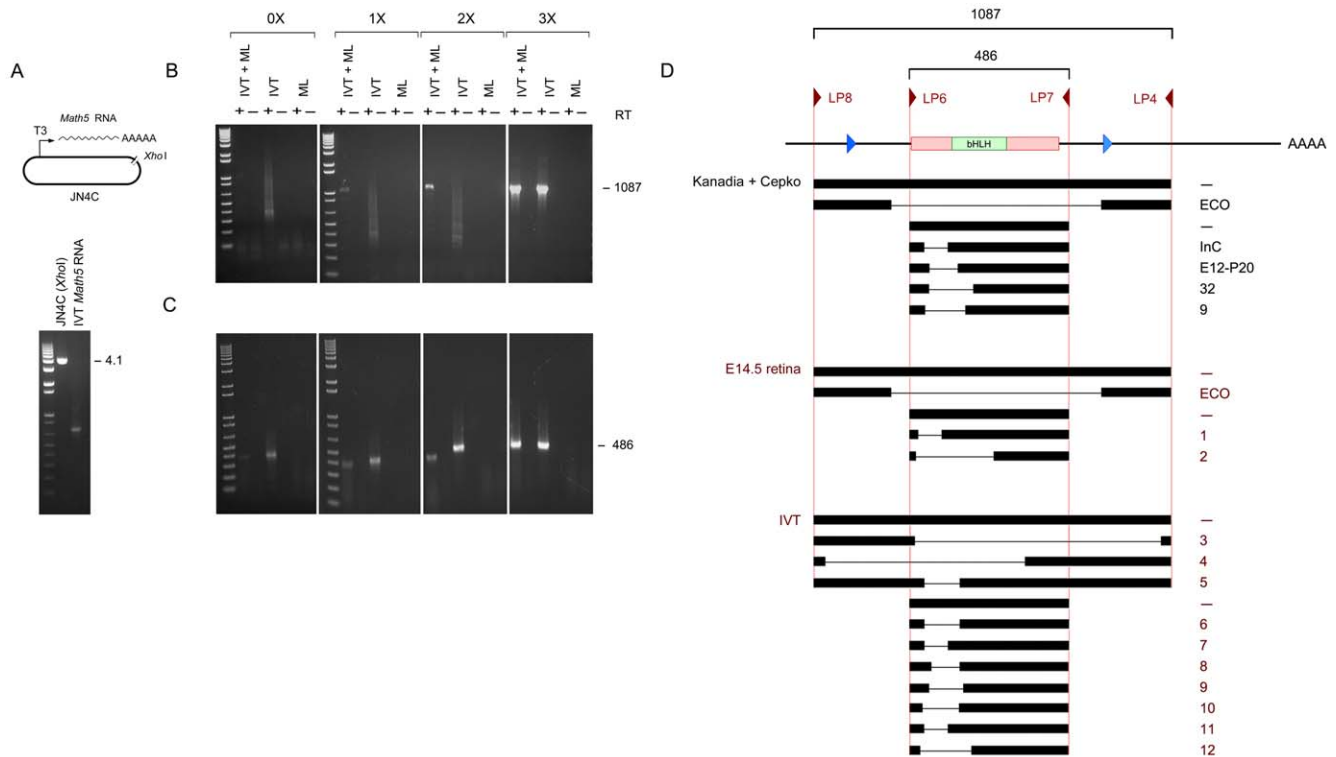 A
T3
Math5 RNA
AAAAA
XhoI
JN4C
JN4C (XhoI)
IVT Math5 RNA
– 4.1
0X 1X 2X 3X
B
IVT + ML IVT ML IVT + ML IVT ML IVT + ML IVT ML IVT + ML IVT ML
+ – + – + – + – + – + – + – + – + – + – + – + – RT
– 1087
C
– 486
D
1087
486
LP8 LP6 LP7 LP4
bHLH
AAAA
Kanadia + Cepko —
ECO
—
InC
E12-P20
32
9
E14.5 retina —
ECO
—
1
2
IVT —
3
4
5
—
6
7
8
9
10
11
12